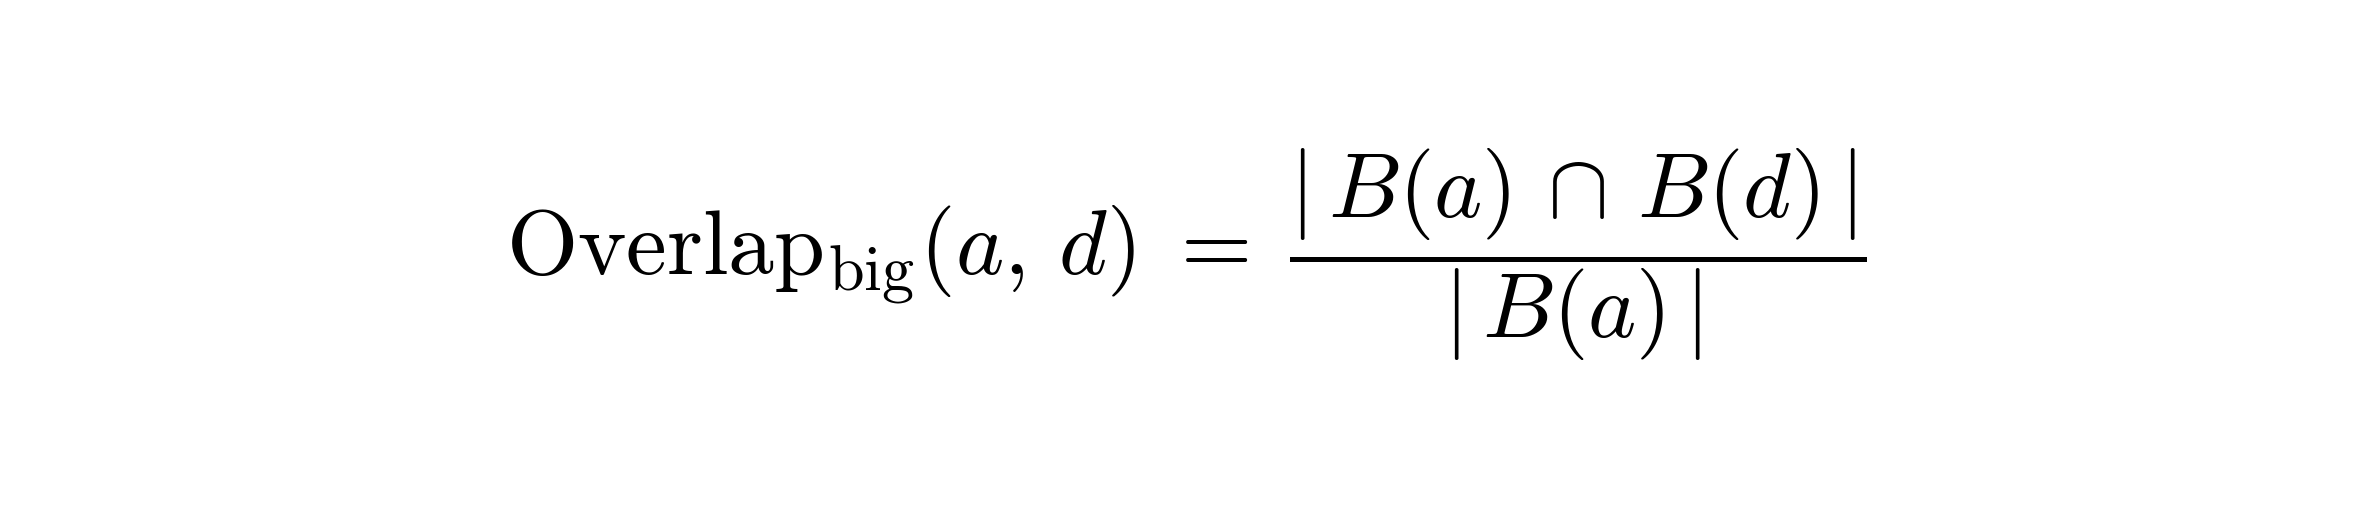 Overlap_big(a, d) = | B(a) ∩ B(d) | / | B(a) |